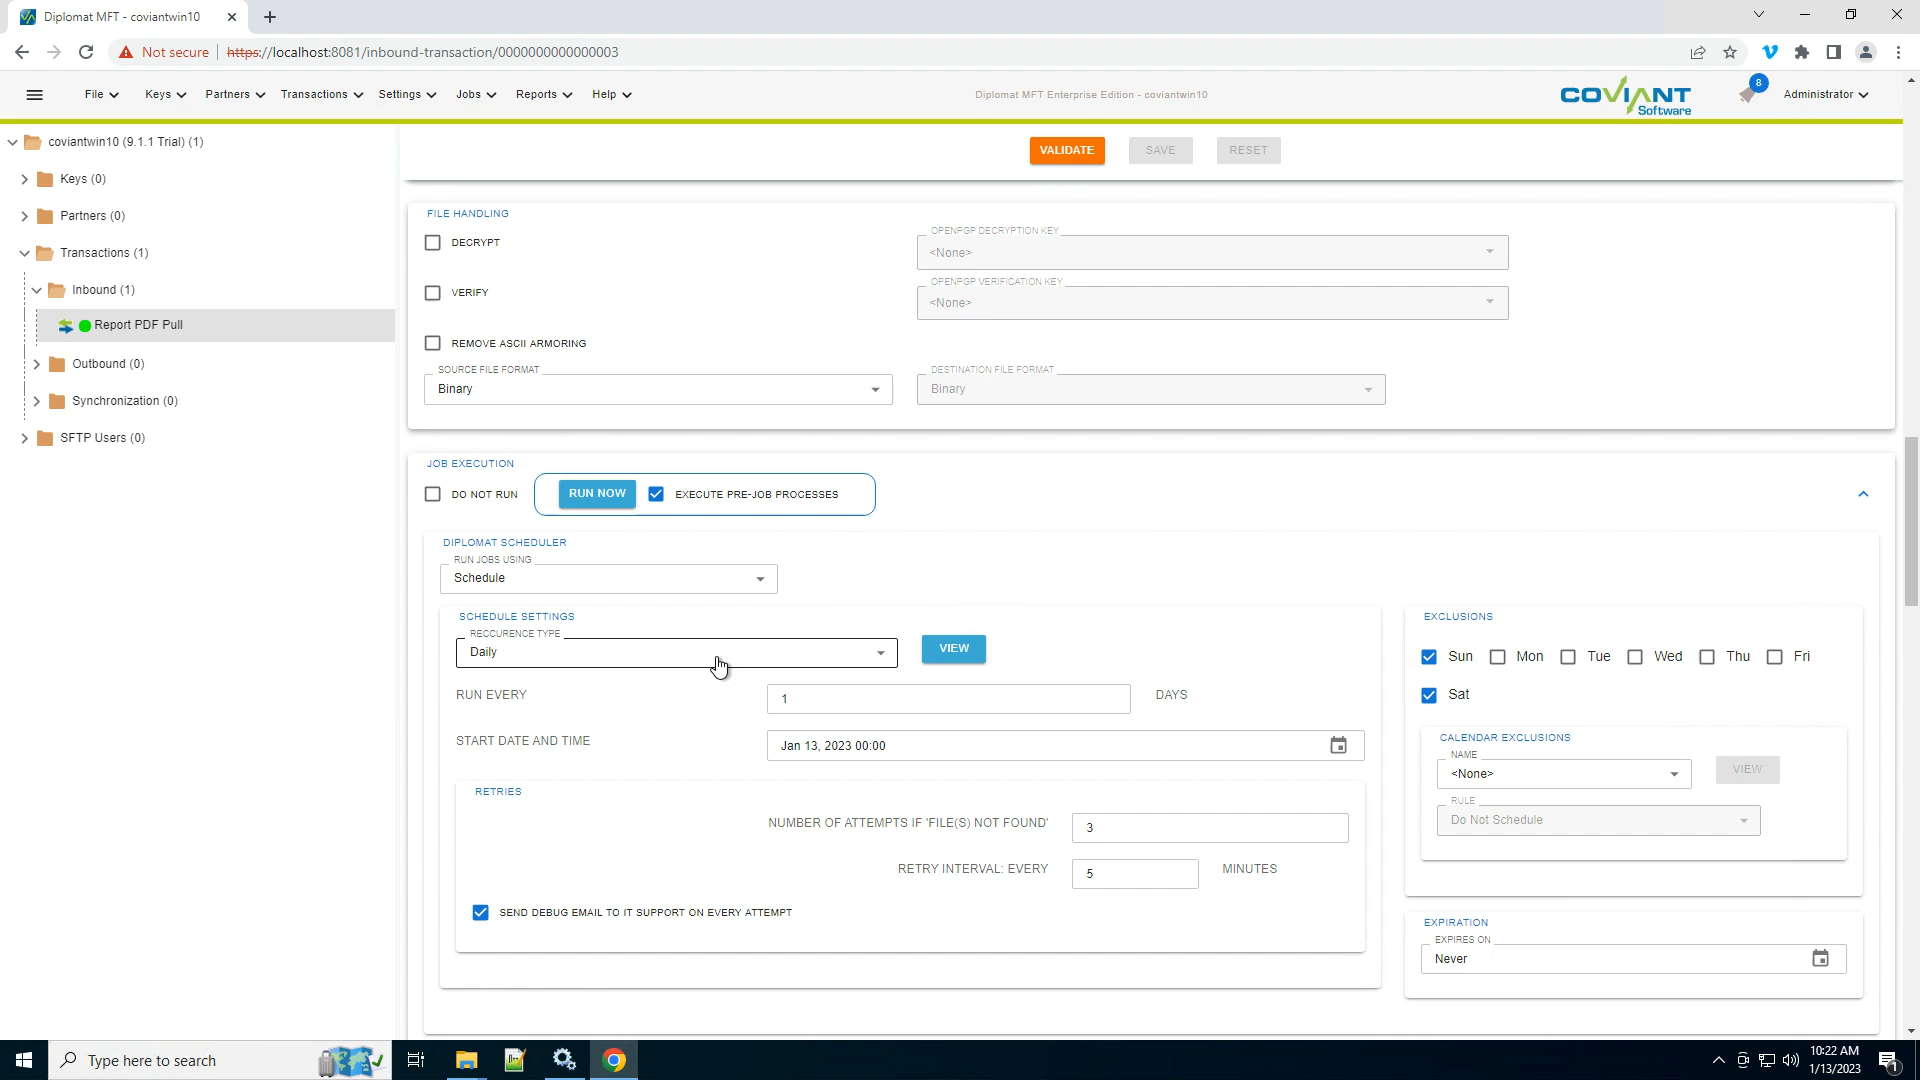 Diplomat MFT - coviantwin10
Not secure
https://localhost:8081/inbound-transaction/0000000000000003
File
Keys
Partners
Transactions
Settings
Jobs
Reports
Help
Diplomat MFT Enterprise Edition - coviantwin10
COVIANT
Software
8
Administrator
coviantwin10 (9.1.1 Trial) (1)
Keys (0)
Partners (0)
Transactions (1)
Inbound (1)
Report PDF Pull
Outbound (0)
Synchronization (0)
SFTP Users (0)
VALIDATE
SAVE
RESET
FILE HANDLING
DECRYPT
OPENPGP DECRYPTION KEY
<None>
VERIFY
OPENPGP VERIFICATION KEY
<None>
REMOVE ASCII ARMORING
SOURCE FILE FORMAT
Binary
DESTINATION FILE FORMAT
Binary
JOB EXECUTION
DO NOT RUN
RUN NOW
EXECUTE PRE-JOB PROCESSES
DIPLOMAT SCHEDULER
RUN JOBS USING
Schedule
SCHEDULE SETTINGS
RECCURENCE TYPE
Daily
VIEW
RUN EVERY
1
DAYS
START DATE AND TIME
Jan 13, 2023 00:00
RETRIES
NUMBER OF ATTEMPTS IF 'FILE(S) NOT FOUND'
3
RETRY INTERVAL: EVERY
5
MINUTES
SEND DEBUG EMAIL TO IT SUPPORT ON EVERY ATTEMPT
EXCLUSIONS
Sun
Mon
Tue
Wed
Thu
Fri
Sat
CALENDAR EXCLUSIONS
NAME
<None>
VIEW
RULE
Do Not Schedule
EXPIRATION
EXPIRES ON
Never
Type here to search
10:22 AM
1/13/2023
1